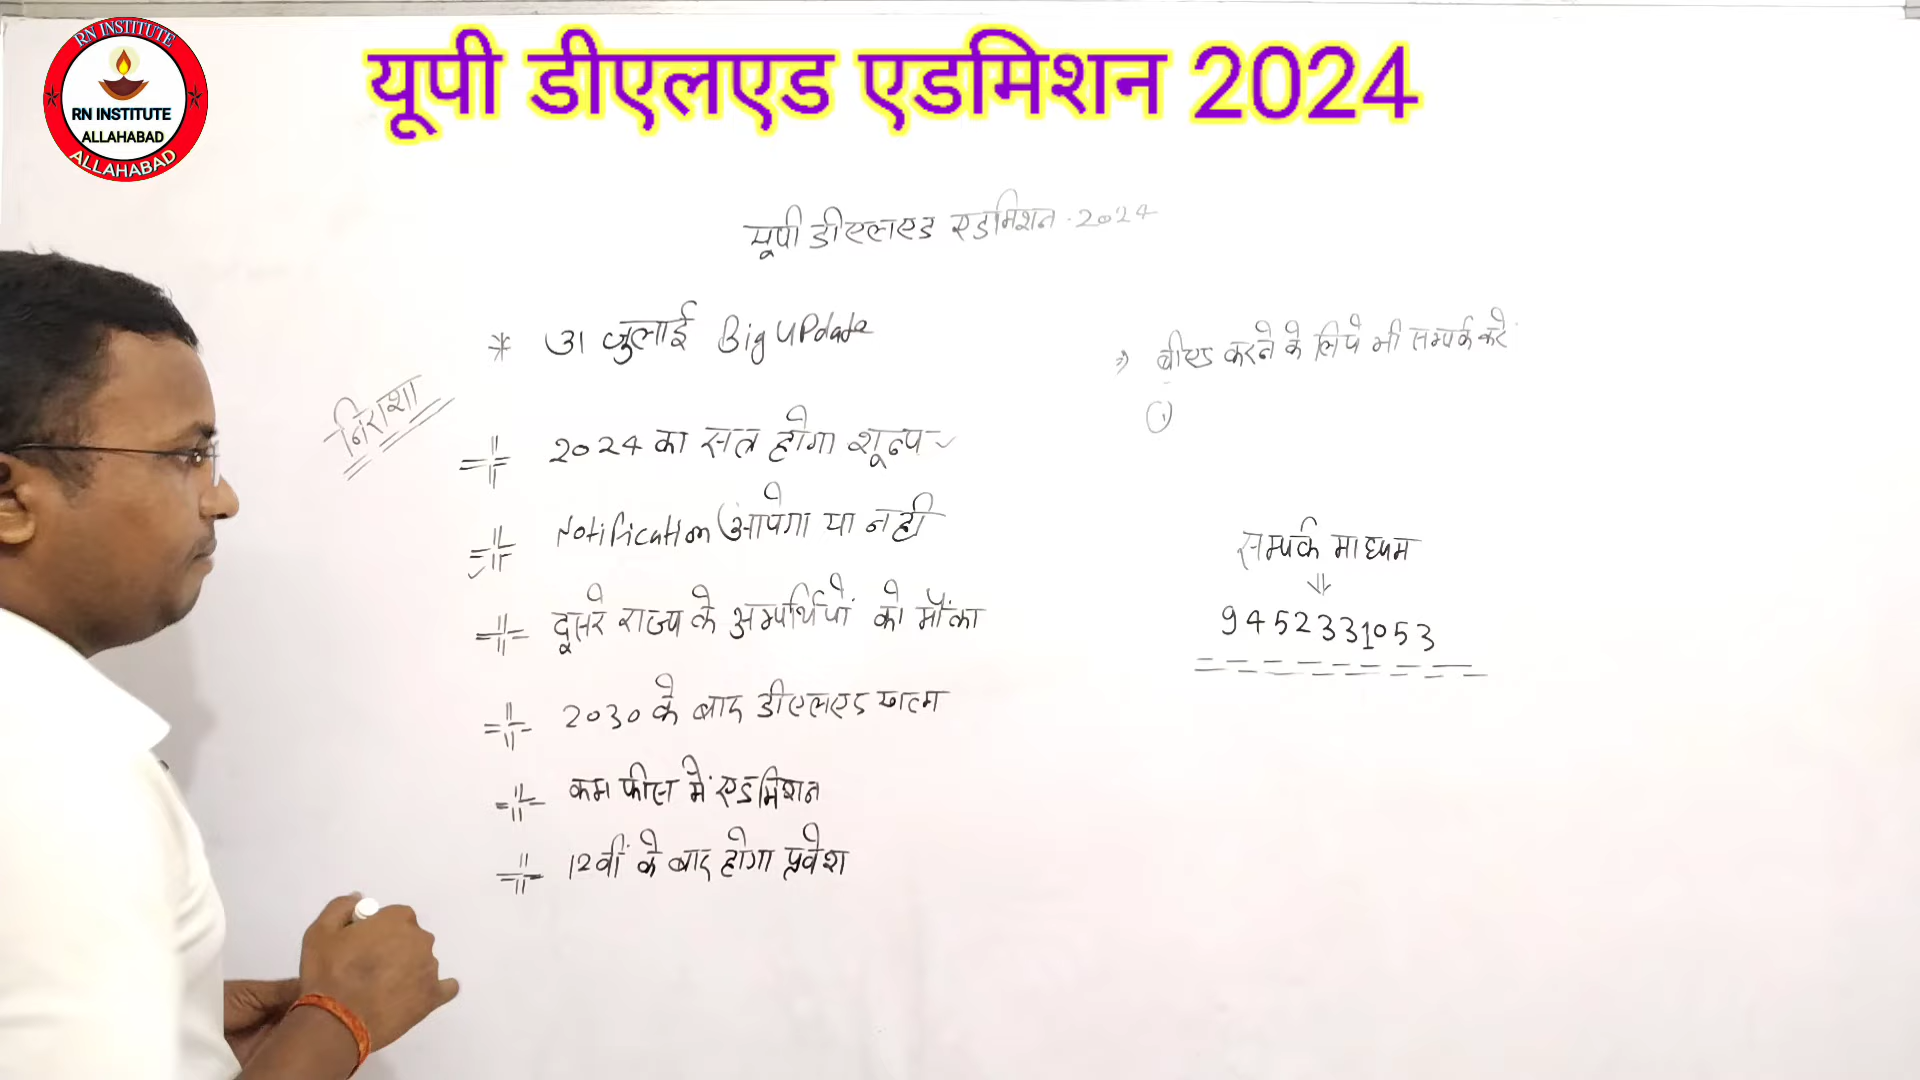 RN INSTITUTE
RN INSTITUTE
ALLAHABAD
ALLAHABAD
यूपी डीएलएड एडमिशन 2024
यूपी डीएलएड एडमिशन - 2024
* 31 जुलाई Big UPdate
निराशा
2024 का सत्र होगा शून्य
Notification आयेगा या नही
दूसरे राज्य के अभ्यर्थियों को मौका
2030 के बाद डीएलएड खत्म
कम फीस में एडमिशन
12वीं के बाद होगा प्रवेश
⇒ बीएड करने के लिये भी सम्पर्क करे
①
सम्पर्क माध्यम
⇓
9452331053